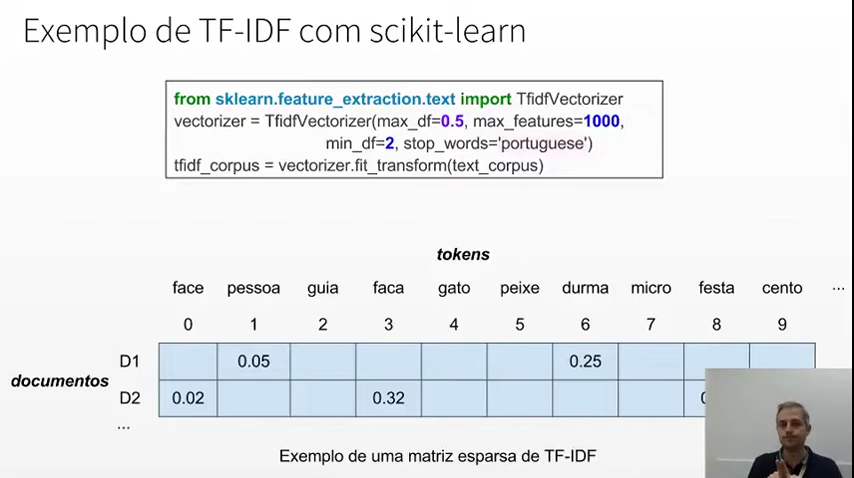 Exemplo de TF-IDF com scikit-learn
from sklearn.feature_extraction.text import TfidfVectorizer
vectorizer = TfidfVectorizer(max_df=0.5, max_features=1000,
min_df=2, stop_words='portuguese')
tfidf_corpus = vectorizer.fit_transform(text_corpus)
tokens
face pessoa guia faca gato peixe durma micro festa cento ...
0 1 2 3 4 5 6 7 8 9
D1 0.05 0.25
documentos
D2 0.02 0.32
...
Exemplo de uma matriz esparsa de TF-IDF